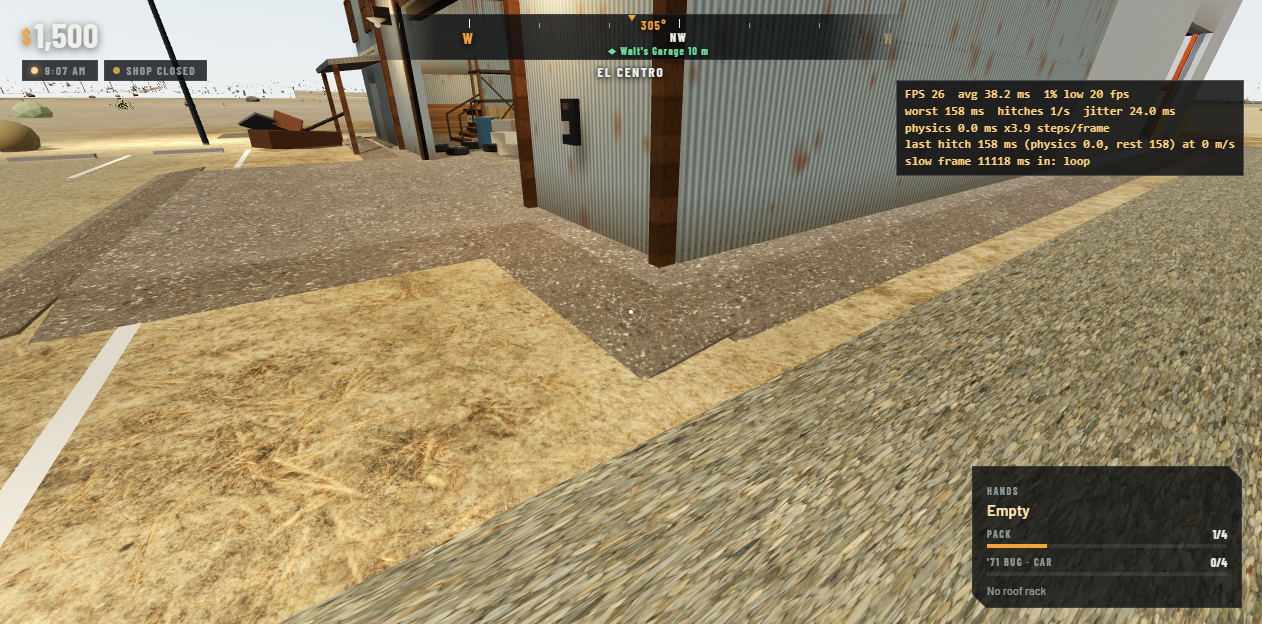 $1,500
9:07 AM
SHOP CLOSED
305°
W
NW
N
Walt's Garage 10 m
EL CENTRO
FPS 26 avg 38.2 ms 1% low 20 fps
worst 158 ms hitches 1/s jitter 24.0 ms
physics 0.0 ms x3.9 steps/frame
last hitch 158 ms (physics 0.0, rest 158) at 0 m/s
slow frame 11118 ms in: loop
HANDS
Empty
PACK 1/4
'71 BUG - CAR 0/4
No roof rack